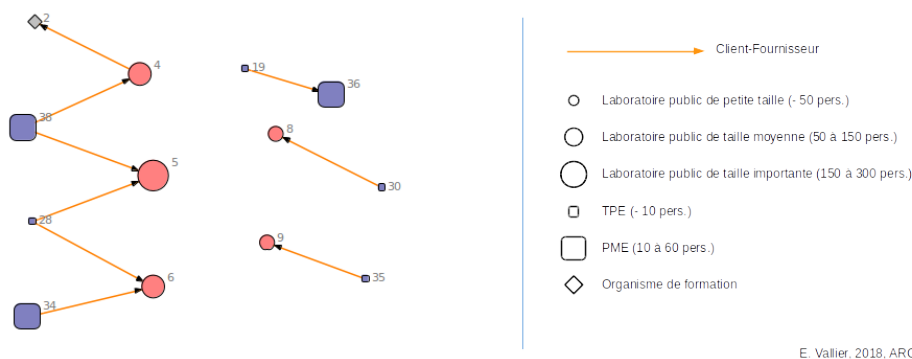 2
4
38
5
28
6
34
19
36
8
30
9
35
Client-Fournisseur
Laboratoire public de petite taille (- 50 pers.)
Laboratoire public de taille moyenne (50 à 150 pers.)
Laboratoire public de taille importante (150 à 300 pers.)
TPE (- 10 pers.)
PME (10 à 60 pers.)
Organisme de formation
E. Vallier, 2018, ARC